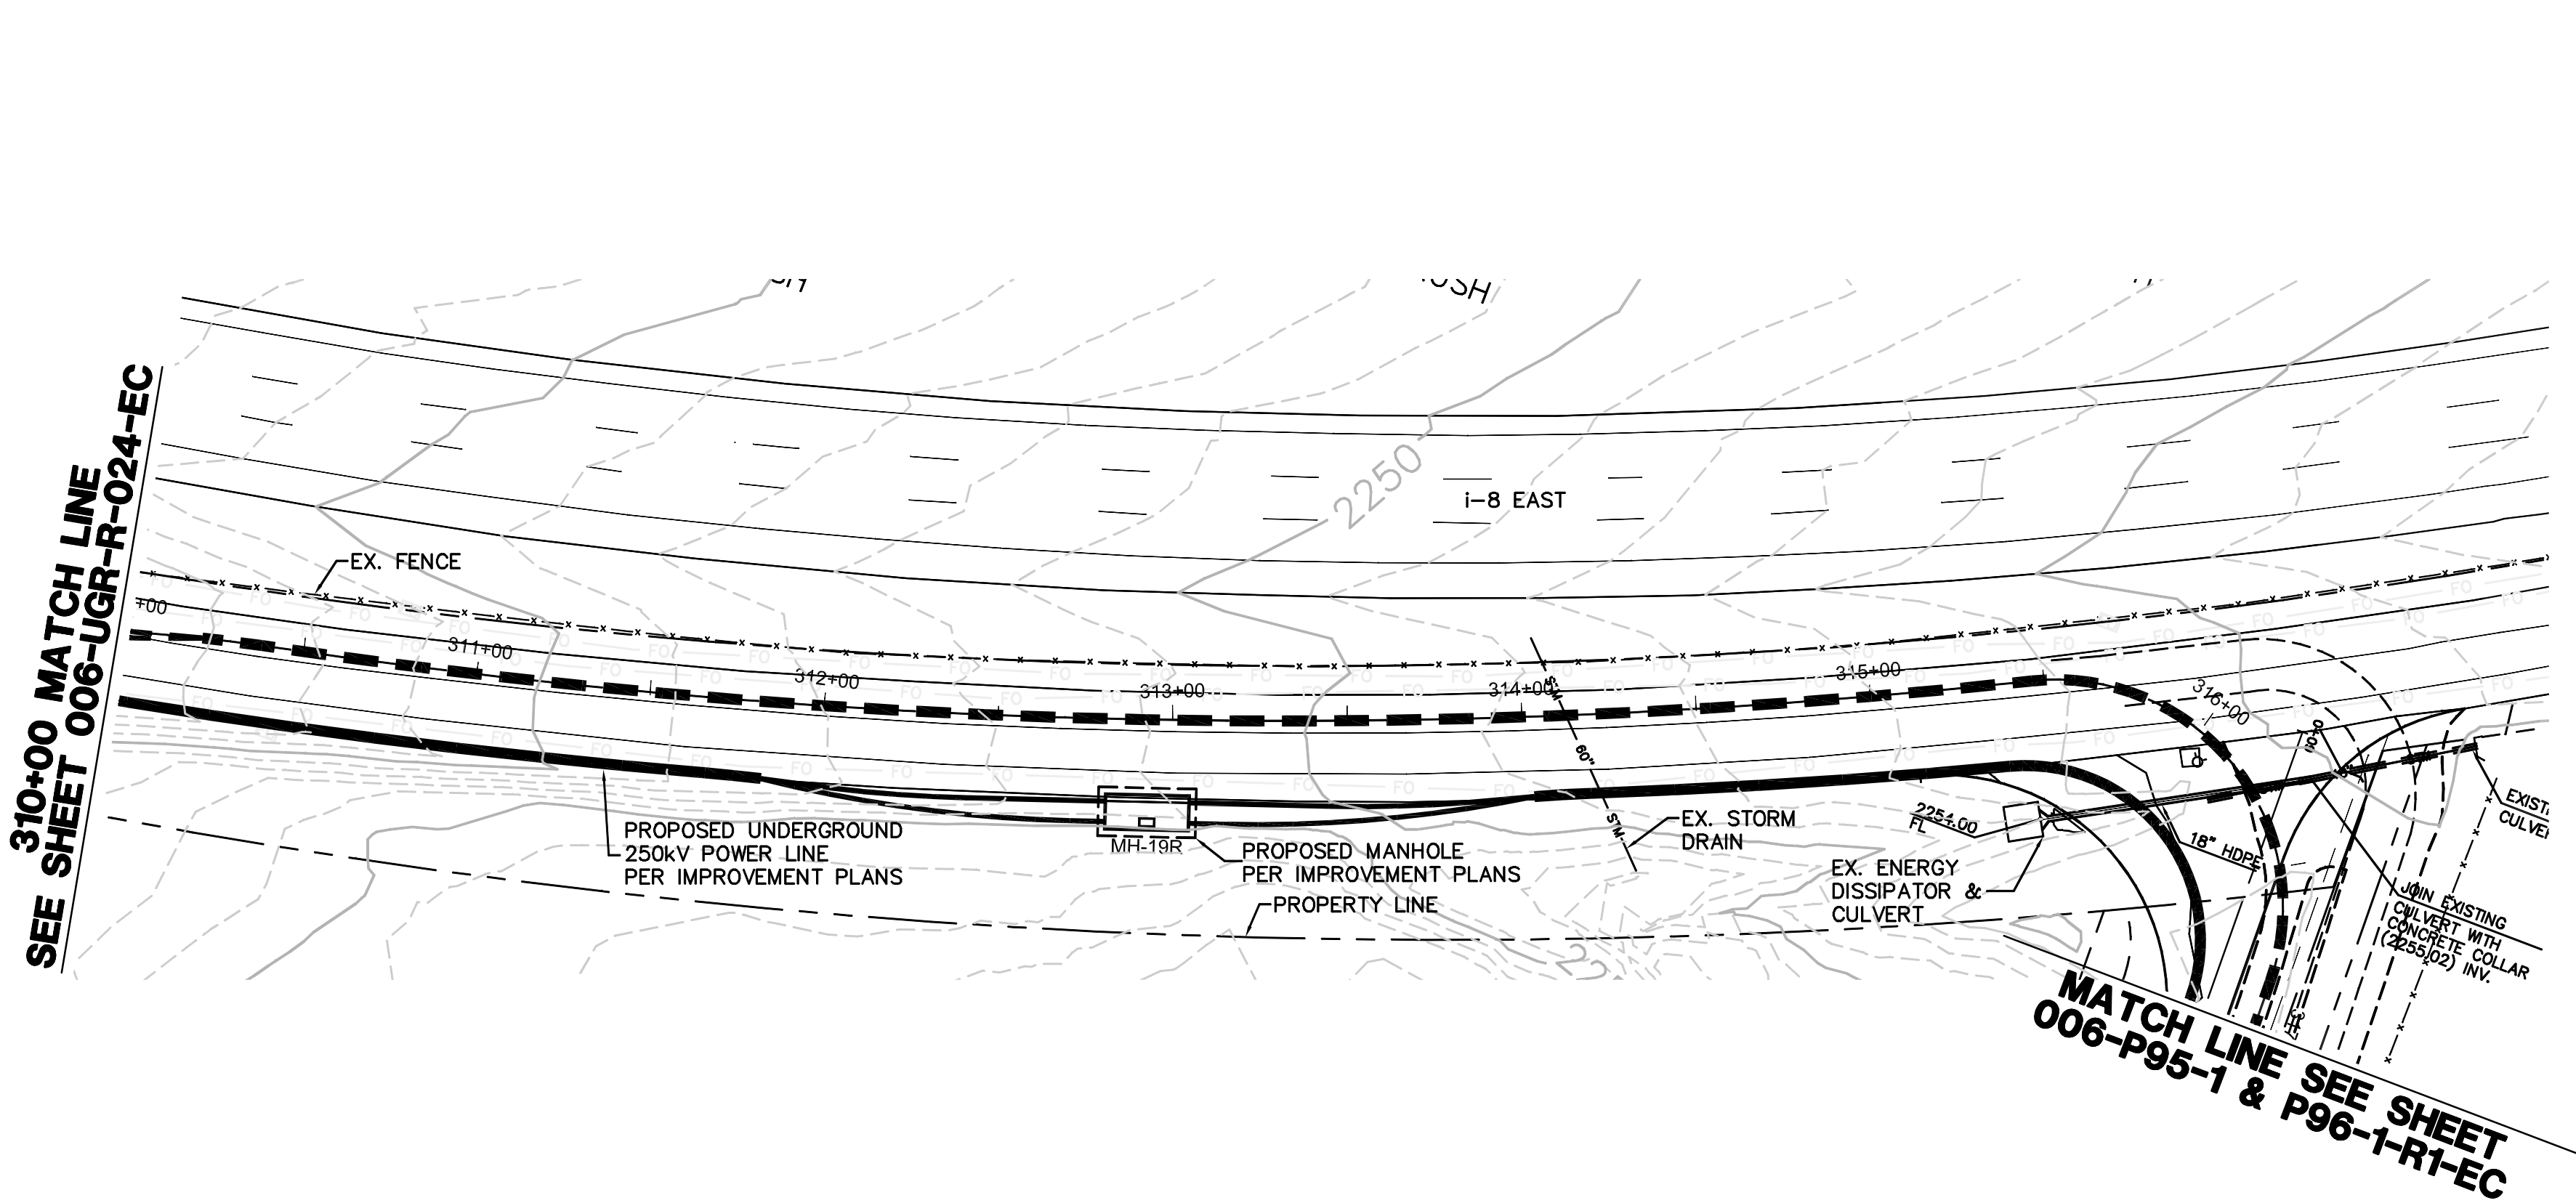 310+00 MATCH LINE
SEE SHEET 006-UGR-R-024-EC
2250
i-8 EAST
EX. FENCE
+00
311+00
312+00
313+00
314+00
315+00
316+00
STM
60"
STM
PROPOSED UNDERGROUND
250kV POWER LINE
PER IMPROVEMENT PLANS
MH-19R
PROPOSED MANHOLE
PER IMPROVEMENT PLANS
PROPERTY LINE
EX. STORM
DRAIN
2254.00
FL
EX. ENERGY
DISSIPATOR &
CULVERT
18" HDPE
JOIN EXISTING
CULVERT WITH
CONCRETE COLLAR
(2255.02) INV.
MATCH LINE SEE SHEET
006-P95-1 & P96-1-R1-EC